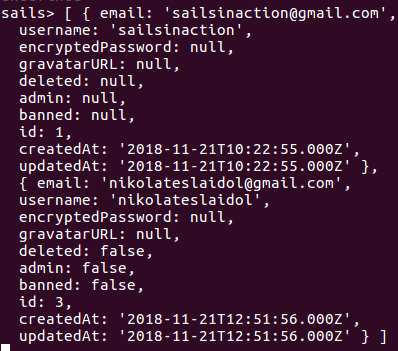 sails> [ { email: 'sailsinaction@gmail.com',
username: 'sailsinaction',
encryptedPassword: null,
gravatarURL: null,
deleted: null,
admin: null,
banned: null,
id: 1,
createdAt: '2018-11-21T10:22:55.000Z',
updatedAt: '2018-11-21T10:22:55.000Z' },
{ email: 'nikolateslaidol@gmail.com',
username: 'nikolateslaidol',
encryptedPassword: null,
gravatarURL: null,
deleted: false,
admin: false,
banned: false,
id: 3,
createdAt: '2018-11-21T12:51:56.000Z',
updatedAt: '2018-11-21T12:51:56.000Z' } ]